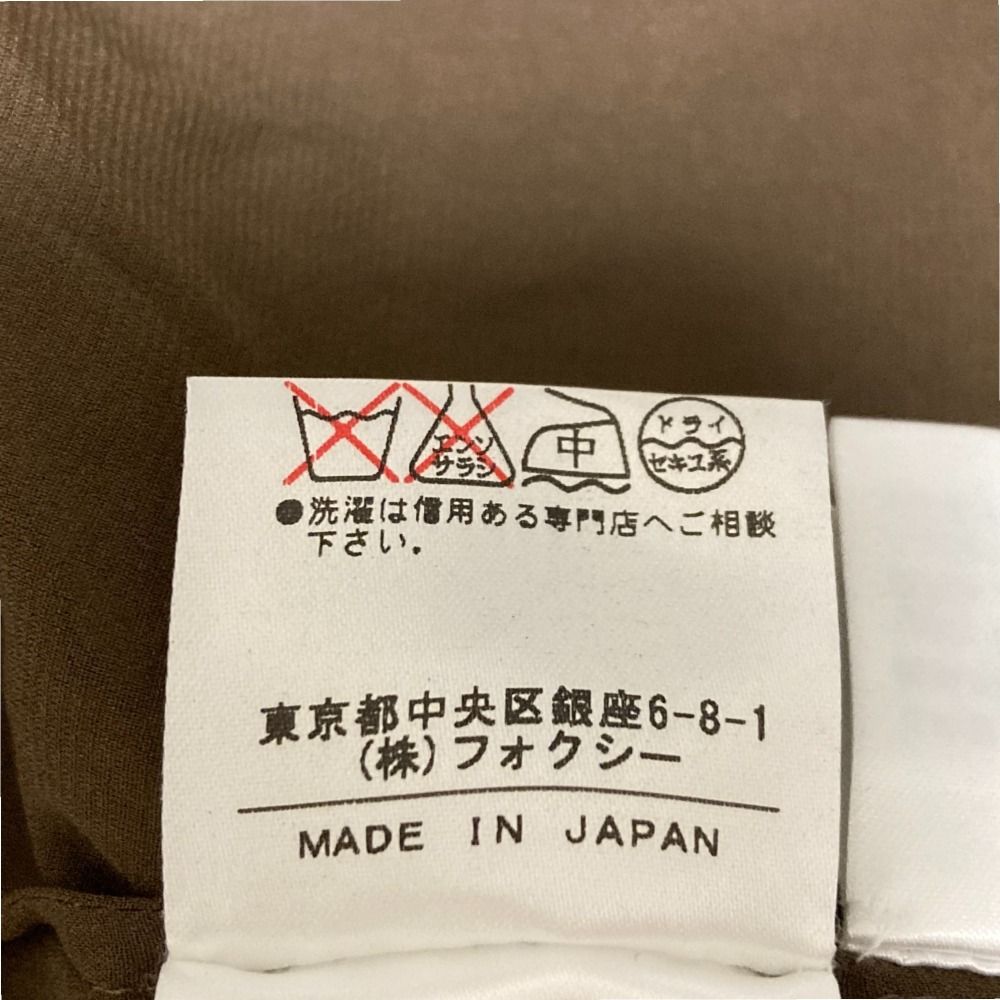 エンソ
サラシ
中
ドライ
セキユ系
●洗濯は信用ある専門店へご相談
下さい.
東京都中央区銀座6-8-1
(株)フォクシー
MADE IN JAPAN